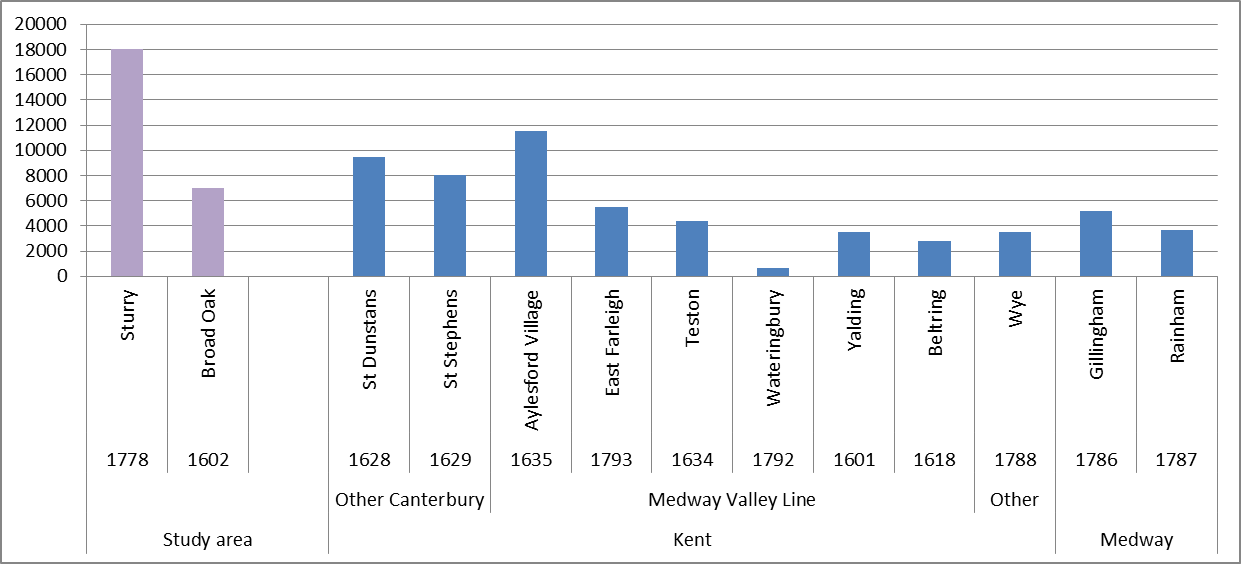 20000
18000
16000
14000
12000
10000
8000
6000
4000
2000
0
Sturry
Broad Oak
St Dunstans
St Stephens
Aylesford Village
East Farleigh
Teston
Wateringbury
Yalding
Beltring
Wye
Gillingham
Rainham
1778 1602 1628 1629 1635 1793 1634 1792 1601 1618 1788 1786 1787
Other Canterbury Medway Valley Line Other
Study area Kent Medway